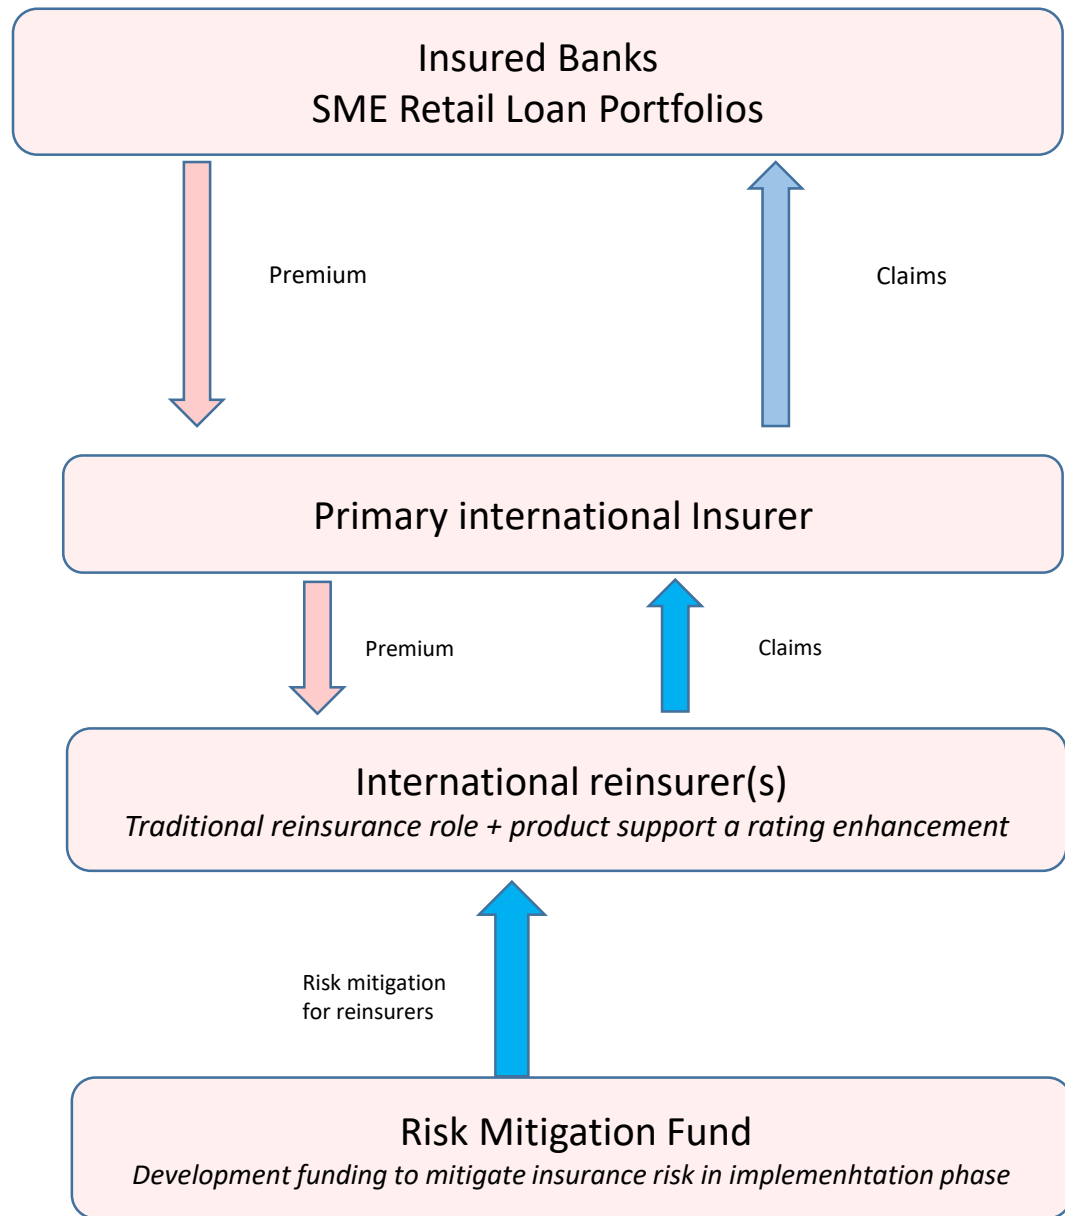 Insured Banks
SME Retail Loan Portfolios
Premium
Claims
Primary international Insurer
Premium
Claims
International reinsurer(s)
Traditional reinsurance role + product support a rating enhancement
Risk mitigation
for reinsurers
Risk Mitigation Fund
Development funding to mitigate insurance risk in implemenhtation phase